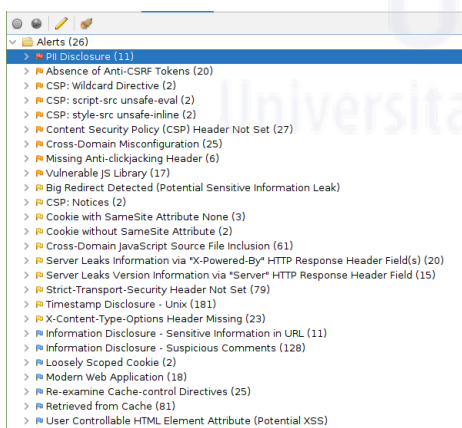 Alerts (26)
PII Disclosure (11)
Absence of Anti-CSRF Tokens (20)
CSP: Wildcard Directive (2)
CSP: script-src unsafe-eval (2)
CSP: style-src unsafe-inline (2)
Content Security Policy (CSP) Header Not Set (27)
Cross-Domain Misconfiguration (25)
Missing Anti-clickjacking Header (6)
Vulnerable JS Library (17)
Big Redirect Detected (Potential Sensitive Information Leak)
CSP: Notices (2)
Cookie with SameSite Attribute None (3)
Cookie without SameSite Attribute (2)
Cross-Domain JavaScript Source File Inclusion (61)
Server Leaks Information via "X-Powered-By" HTTP Response Header Field(s) (20)
Server Leaks Version Information via "Server" HTTP Response Header Field (15)
Strict-Transport-Security Header Not Set (79)
Timestamp Disclosure - Unix (181)
X-Content-Type-Options Header Missing (23)
Information Disclosure - Sensitive Information in URL (11)
Information Disclosure - Suspicious Comments (128)
Loosely Scoped Cookie (2)
Modern Web Application (18)
Re-examine Cache-control Directives (25)
Retrieved from Cache (81)
User Controllable HTML Element Attribute (Potential XSS)